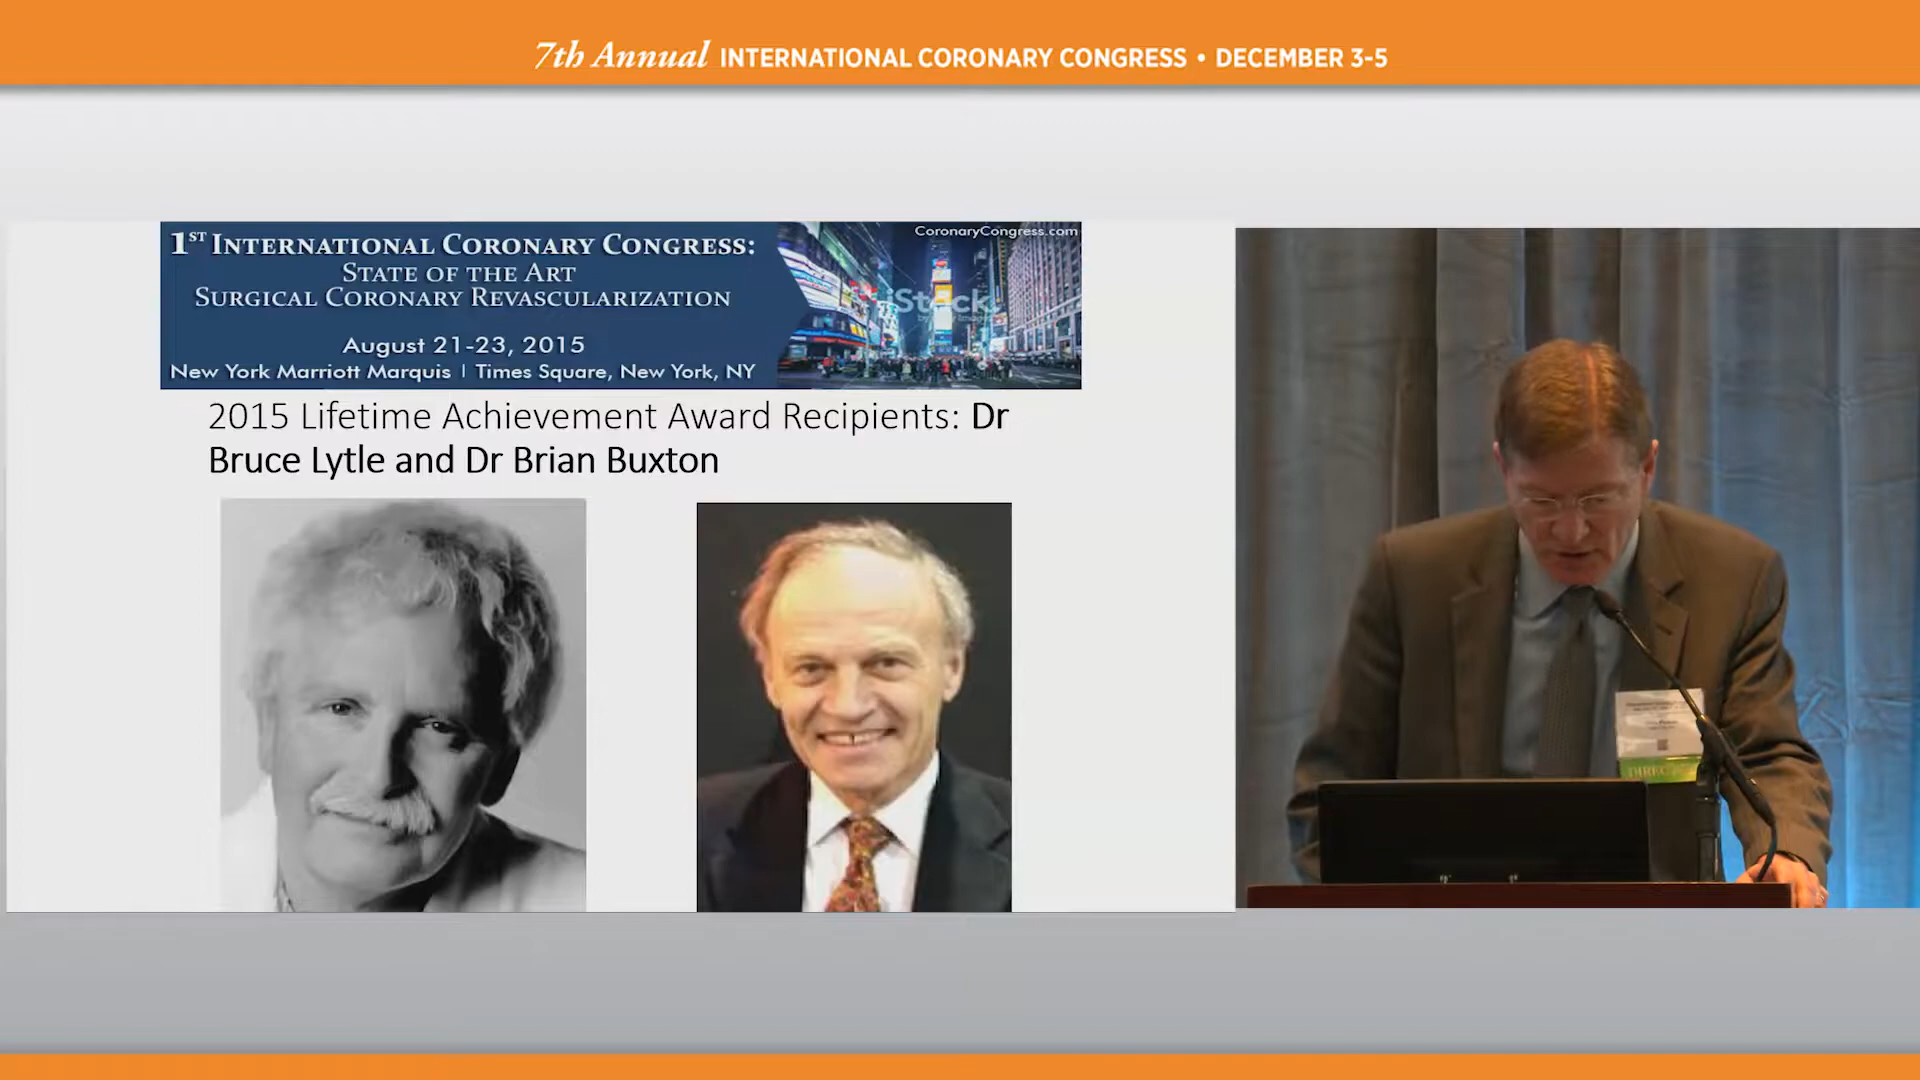 7th Annual INTERNATIONAL CORONARY CONGRESS • DECEMBER 3-5
1ST INTERNATIONAL CORONARY CONGRESS:
STATE OF THE ART
SURGICAL CORONARY REVASCULARIZATION
August 21-23, 2015
New York Marriott Marquis | Times Square, New York, NY
CoronaryCongress.com
iStock
2015 Lifetime Achievement Award Recipients: Dr
Bruce Lytle and Dr Brian Buxton